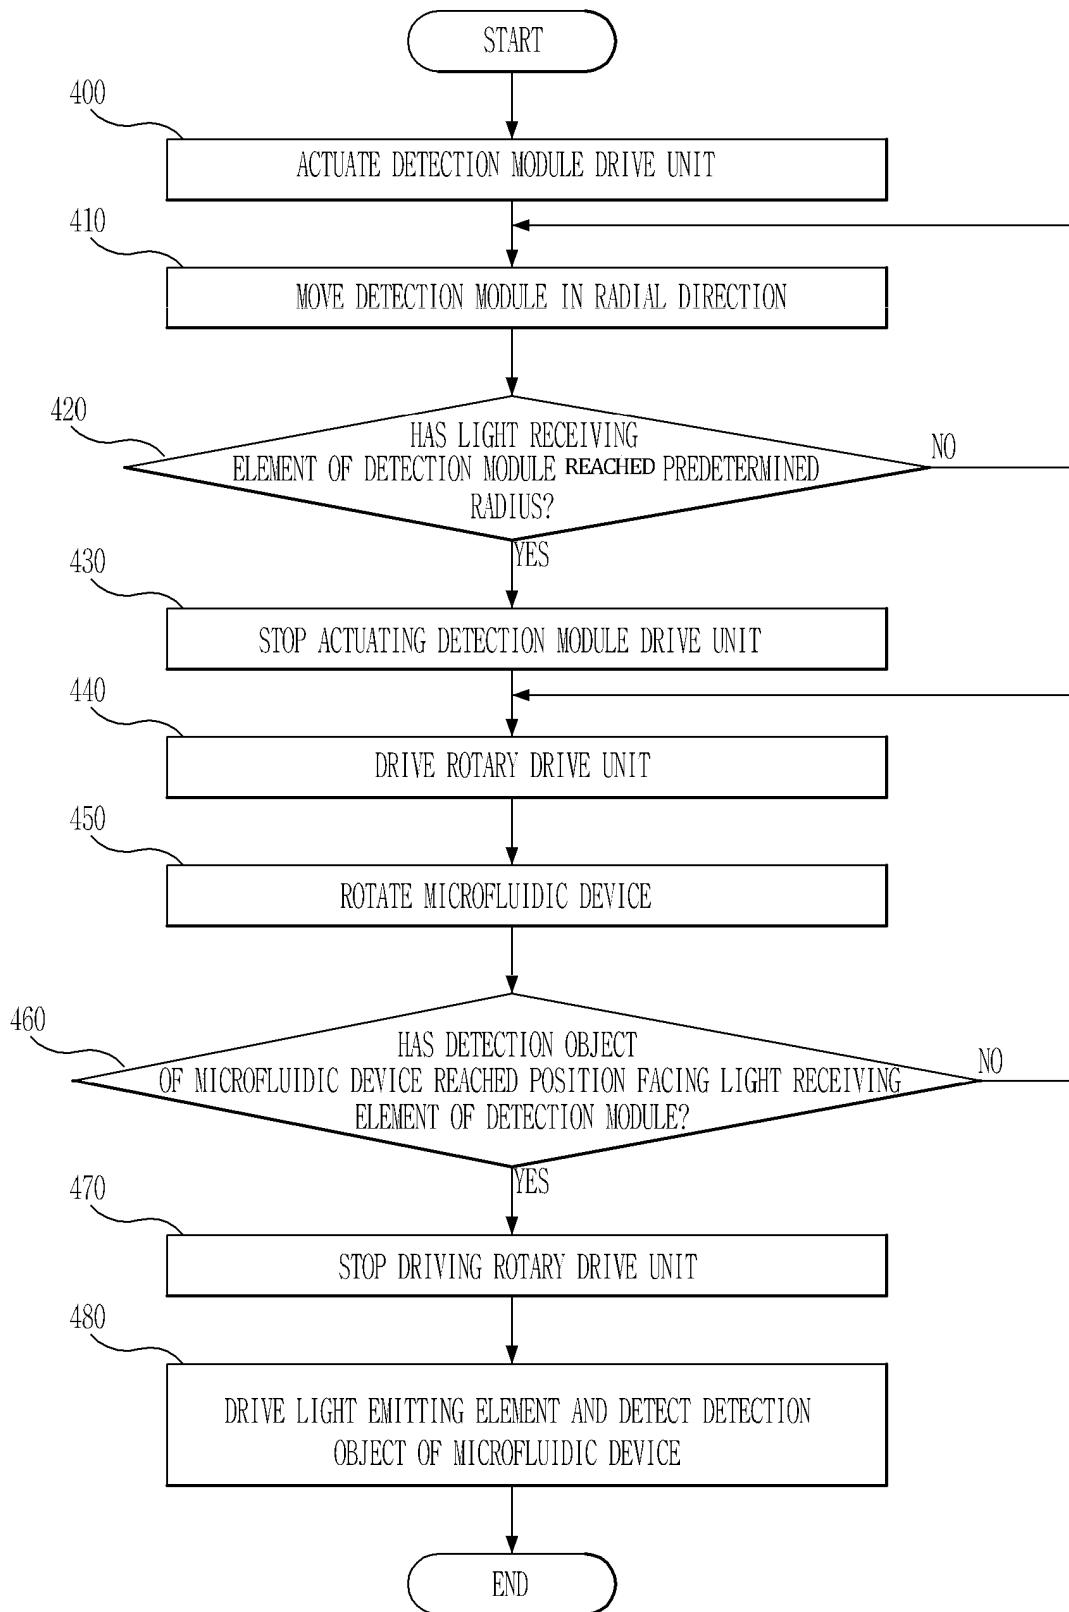 START
400
ACTUATE DETECTION MODULE DRIVE UNIT
410
MOVE DETECTION MODULE IN RADIAL DIRECTION
420
HAS LIGHT RECEIVING
ELEMENT OF DETECTION MODULE REACHED PREDETERMINED
RADIUS?
NO
YES
430
STOP ACTUATING DETECTION MODULE DRIVE UNIT
440
DRIVE ROTARY DRIVE UNIT
450
ROTATE MICROFLUIDIC DEVICE
460
HAS DETECTION OBJECT
OF MICROFLUIDIC DEVICE REACHED POSITION FACING LIGHT RECEIVING
ELEMENT OF DETECTION MODULE?
NO
YES
470
STOP DRIVING ROTARY DRIVE UNIT
480
DRIVE LIGHT EMITTING ELEMENT AND DETECT DETECTION
OBJECT OF MICROFLUIDIC DEVICE
END